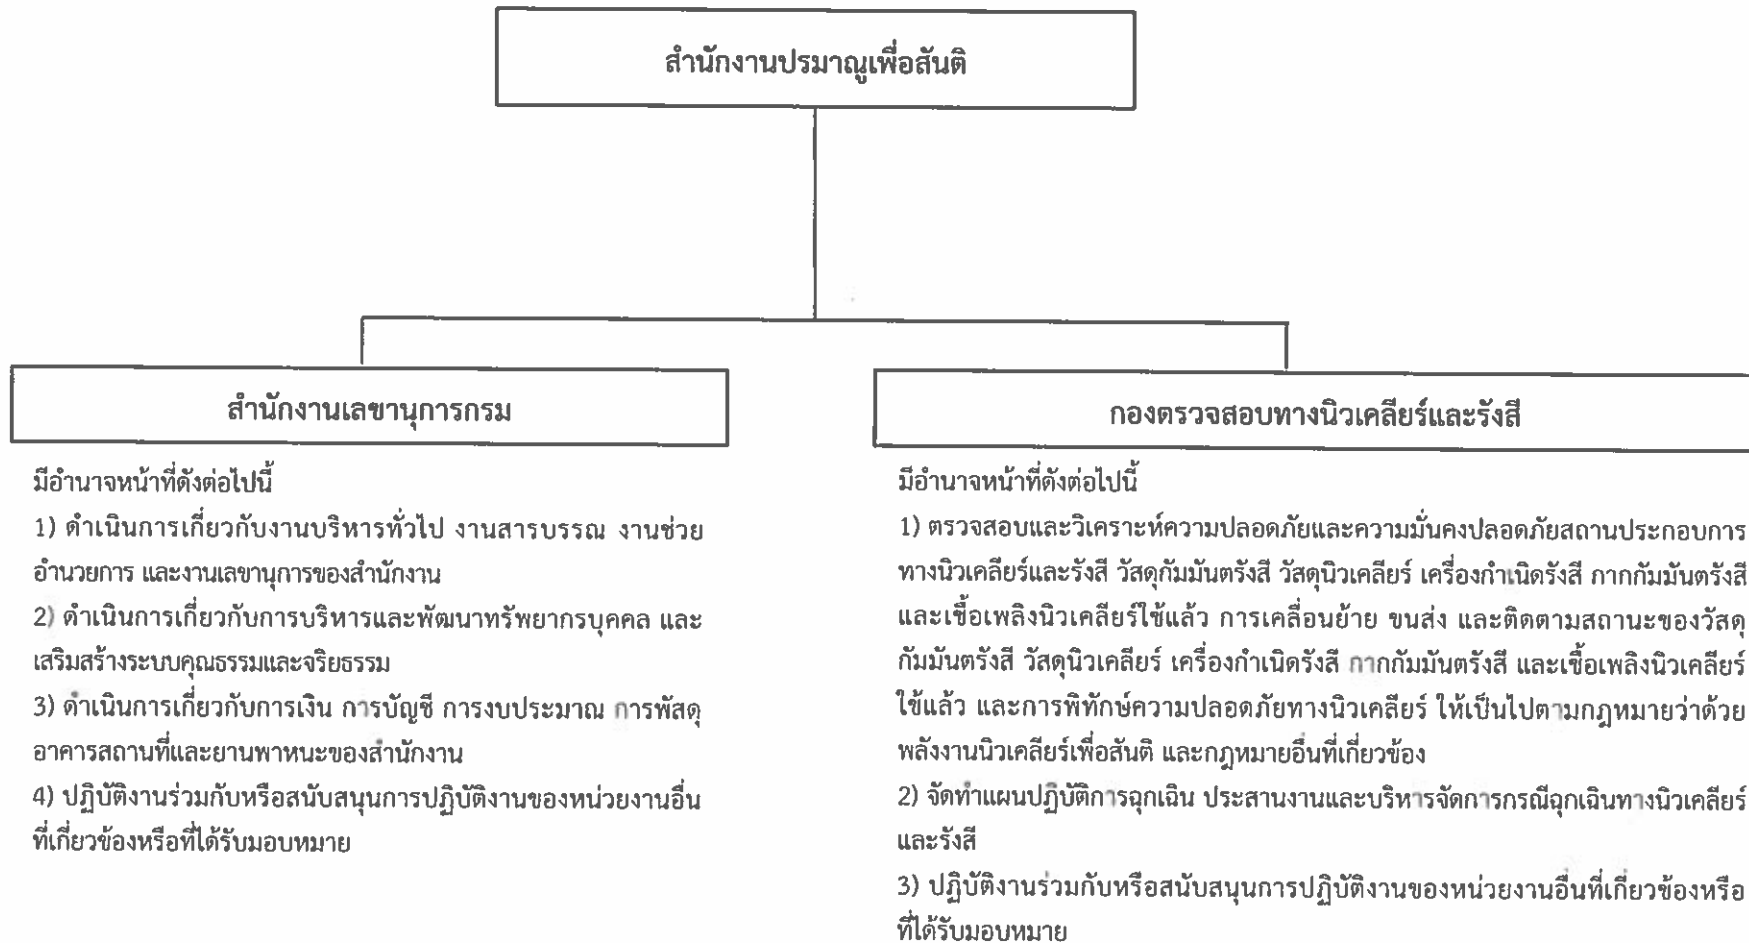 สำนักงานปรมาณูเพื่อสันติ
สำนักงานเลขานุการกรม
มีอำนาจหน้าที่ดังต่อไปนี้
1) ดำเนินการเกี่ยวกับงานบริหารทั่วไป งานสารบรรณ งานช่วย
อำนวยการ และงานเลขานุการของสำนักงาน
2) ดำเนินการเกี่ยวกับการบริหารและพัฒนาทรัพยากรบุคคล และ
เสริมสร้างระบบคุณธรรมและจริยธรรม
3) ดำเนินการเกี่ยวกับการเงิน การบัญชี การงบประมาณ การพัสดุ
อาคารสถานที่และยานพาหนะของสำนักงาน
4) ปฏิบัติงานร่วมกับหรือสนับสนุนการปฏิบัติงานของหน่วยงานอื่น
ที่เกี่ยวข้องหรือที่ได้รับมอบหมาย
กองตรวจสอบทางนิวเคลียร์และรังสี
มีอำนาจหน้าที่ดังต่อไปนี้
1) ตรวจสอบและวิเคราะห์ความปลอดภัยและความมั่นคงปลอดภัยสถานประกอบการ
ทางนิวเคลียร์และรังสี วัสดุกัมมันตรังสี วัสดุนิวเคลียร์ เครื่องกำเนิดรังสี กากกัมมันตรังสี
และเชื้อเพลิงนิวเคลียร์ใช้แล้ว การเคลื่อนย้าย ขนส่ง และติดตามสถานะของวัสดุ
กัมมันตรังสี วัสดุนิวเคลียร์ เครื่องกำเนิดรังสี กากกัมมันตรังสี และเชื้อเพลิงนิวเคลียร์
ใช้แล้ว และการพิทักษ์ความปลอดภัยทางนิวเคลียร์ ให้เป็นไปตามกฎหมายว่าด้วย
พลังงานนิวเคลียร์เพื่อสันติ และกฎหมายอื่นที่เกี่ยวข้อง
2) จัดทำแผนปฏิบัติการฉุกเฉิน ประสานงานและบริหารจัดการกรณีฉุกเฉินทางนิวเคลียร์
และรังสี
3) ปฏิบัติงานร่วมกับหรือสนับสนุนการปฏิบัติงานของหน่วยงานอื่นที่เกี่ยวข้องหรือ
ที่ได้รับมอบหมาย